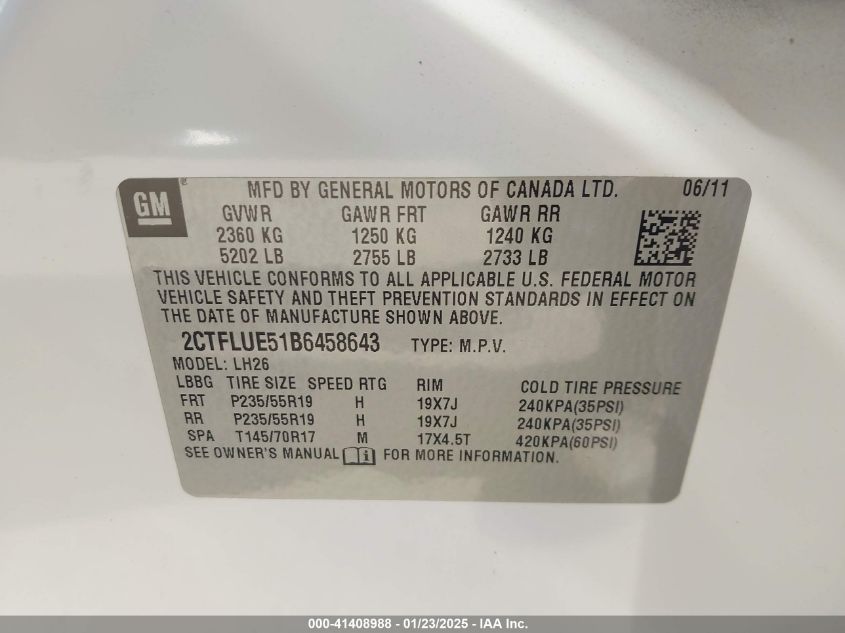 GM ® MFD BY GENERAL MOTORS OF CANADA LTD. 06/11
GVWR GAWR FRT GAWR RR
2360 KG 1250 KG 1240 KG
5202 LB 2755 LB 2733 LB
THIS VEHICLE CONFORMS TO ALL APPLICABLE U.S. FEDERAL MOTOR
VEHICLE SAFETY AND THEFT PREVENTION STANDARDS IN EFFECT ON
THE DATE OF MANUFACTURE SHOWN ABOVE.
2CTFLUE51B6458643 TYPE: M.P.V.
MODEL: LH26
LBBG TIRE SIZE SPEED RTG RIM COLD TIRE PRESSURE
FRT P235/55R19 H 19X7J 240KPA(35PSI)
RR P235/55R19 H 19X7J 240KPA(35PSI)
SPA T145/70R17 M 17X4.5T 420KPA(60PSI)
SEE OWNER'S MANUAL i FOR MORE INFORMATION.
000-41408988 - 01/23/2025 - IAA Inc.